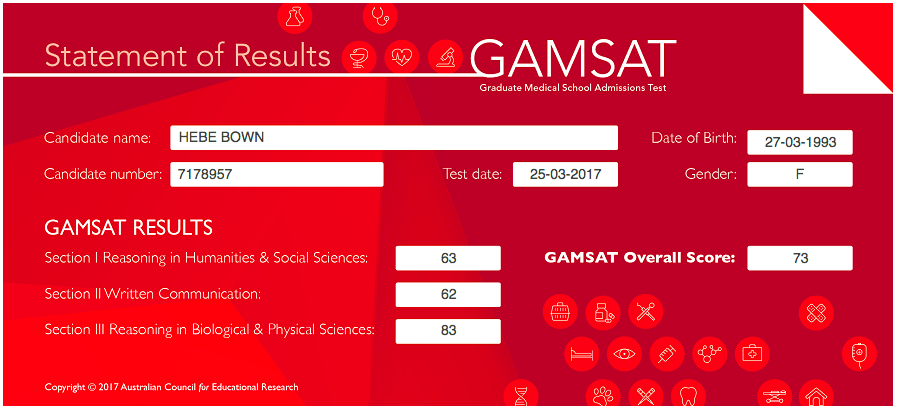 Statement of Results
GAMSAT
Graduate Medical School Admissions Test
Candidate name: HEBE BOWN Date of Birth: 27-03-1993
Candidate number: 7178957 Test date: 25-03-2017 Gender: F
GAMSAT RESULTS
Section I Reasoning in Humanities & Social Sciences: 63 GAMSAT Overall Score: 73
Section II Written Communication: 62
Section III Reasoning in Biological & Physical Sciences: 83
Copyright © 2017 Australian Council for Educational Research